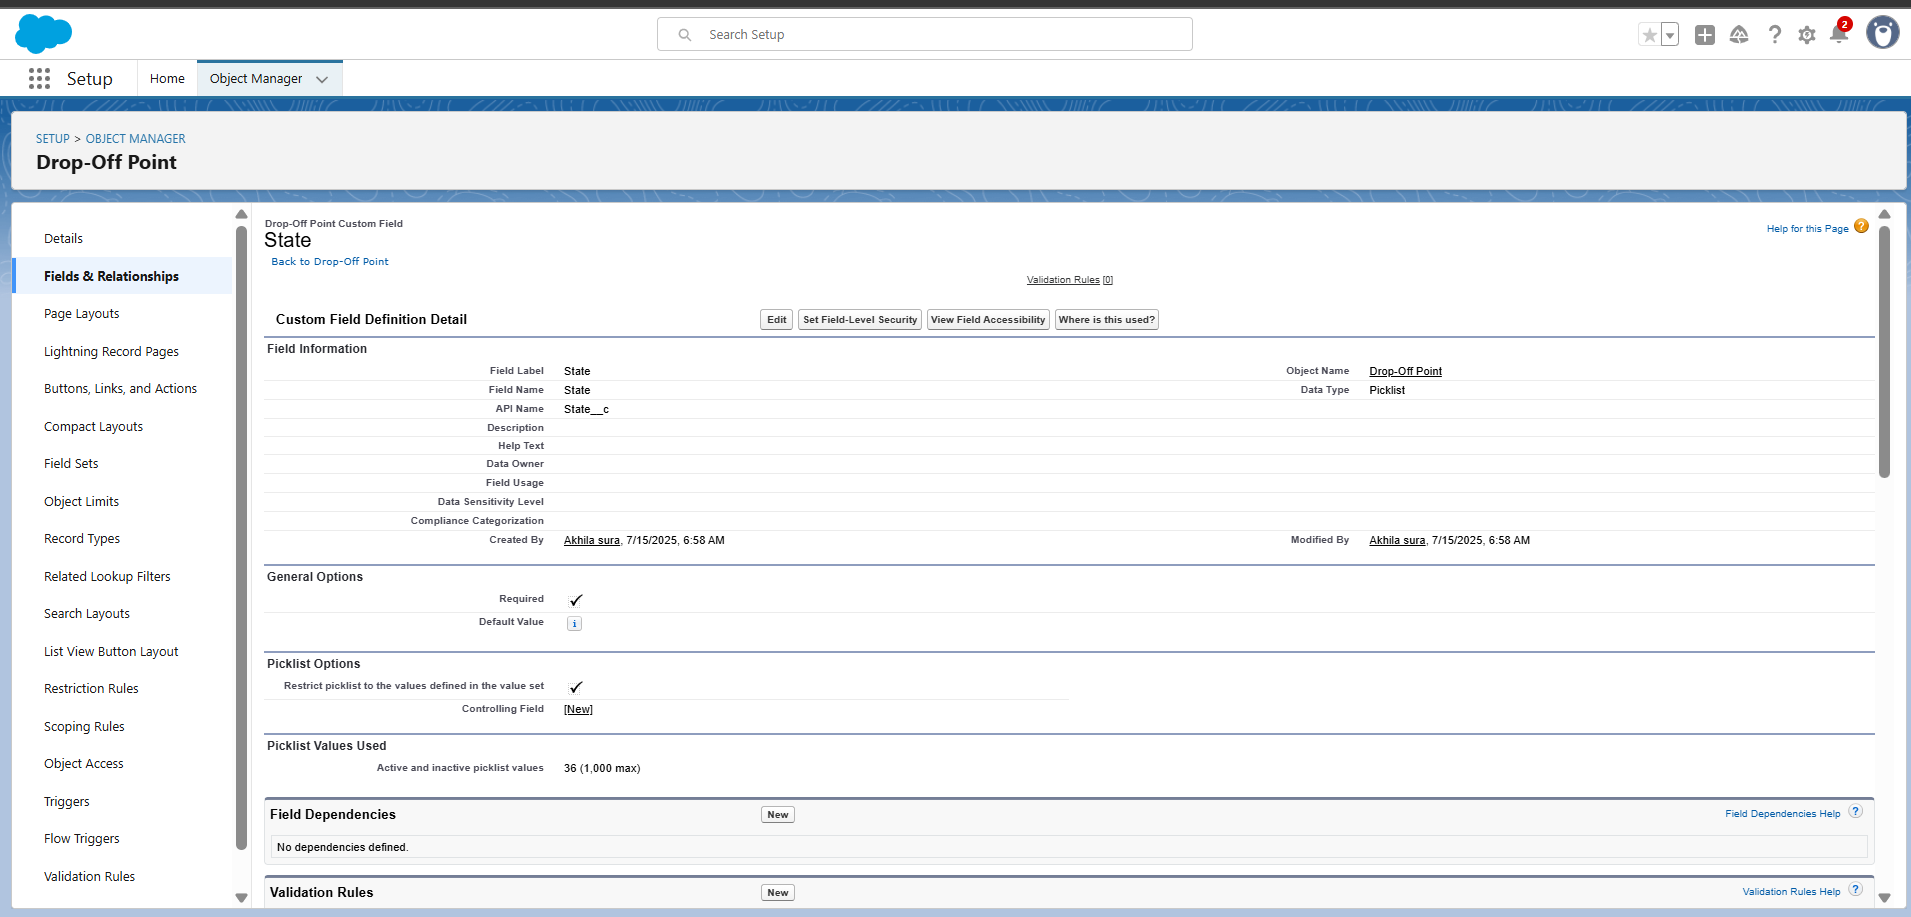 Search Setup
2
Setup
Home
Object Manager
SETUP > OBJECT MANAGER
Drop-Off Point
Details
Fields & Relationships
Page Layouts
Lightning Record Pages
Buttons, Links, and Actions
Compact Layouts
Field Sets
Object Limits
Record Types
Related Lookup Filters
Search Layouts
List View Button Layout
Restriction Rules
Scoping Rules
Object Access
Triggers
Flow Triggers
Validation Rules
Drop-Off Point Custom Field
State
Help for this Page ?
Back to Drop-Off Point
Validation Rules [0]
Custom Field Definition Detail Edit Set Field-Level Security View Field Accessibility Where is this used?
Field Information
Field Label State Object Name Drop-Off Point
Field Name State Data Type Picklist
API Name State__c
Description
Help Text
Data Owner
Field Usage
Data Sensitivity Level
Compliance Categorization
Created By Akhila sura, 7/15/2025, 6:58 AM Modified By Akhila sura, 7/15/2025, 6:58 AM
General Options
Required ✓
Default Value i
Picklist Options
Restrict picklist to the values defined in the value set ✓
Controlling Field [New]
Picklist Values Used
Active and inactive picklist values 36 (1,000 max)
Field Dependencies New Field Dependencies Help ?
No dependencies defined.
Validation Rules New Validation Rules Help ?